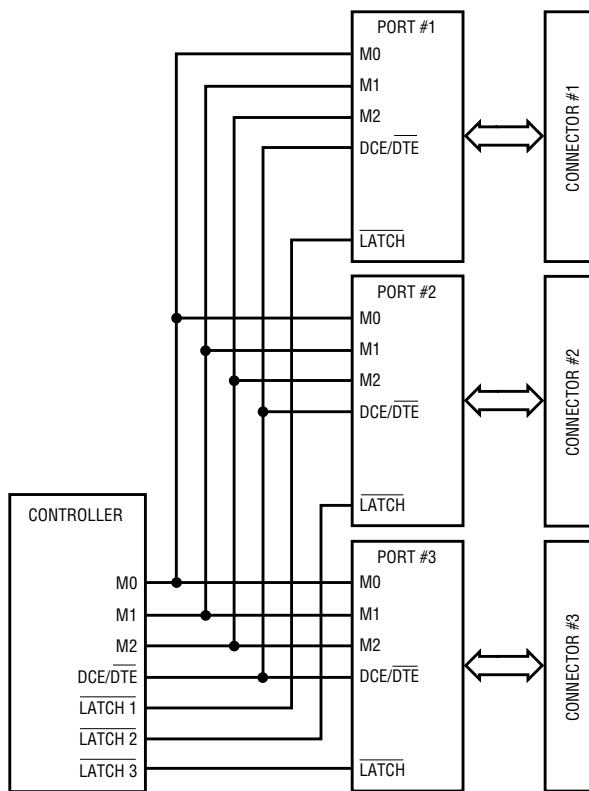 PORT #1
M0
M1
M2
DCE/DTE
LATCH
CONNECTOR #1
PORT #2
M0
M1
M2
DCE/DTE
LATCH
CONNECTOR #2
CONTROLLER
M0
M1
M2
DCE/DTE
LATCH 1
LATCH 2
LATCH 3
PORT #3
M0
M1
M2
DCE/DTE
LATCH
CONNECTOR #3